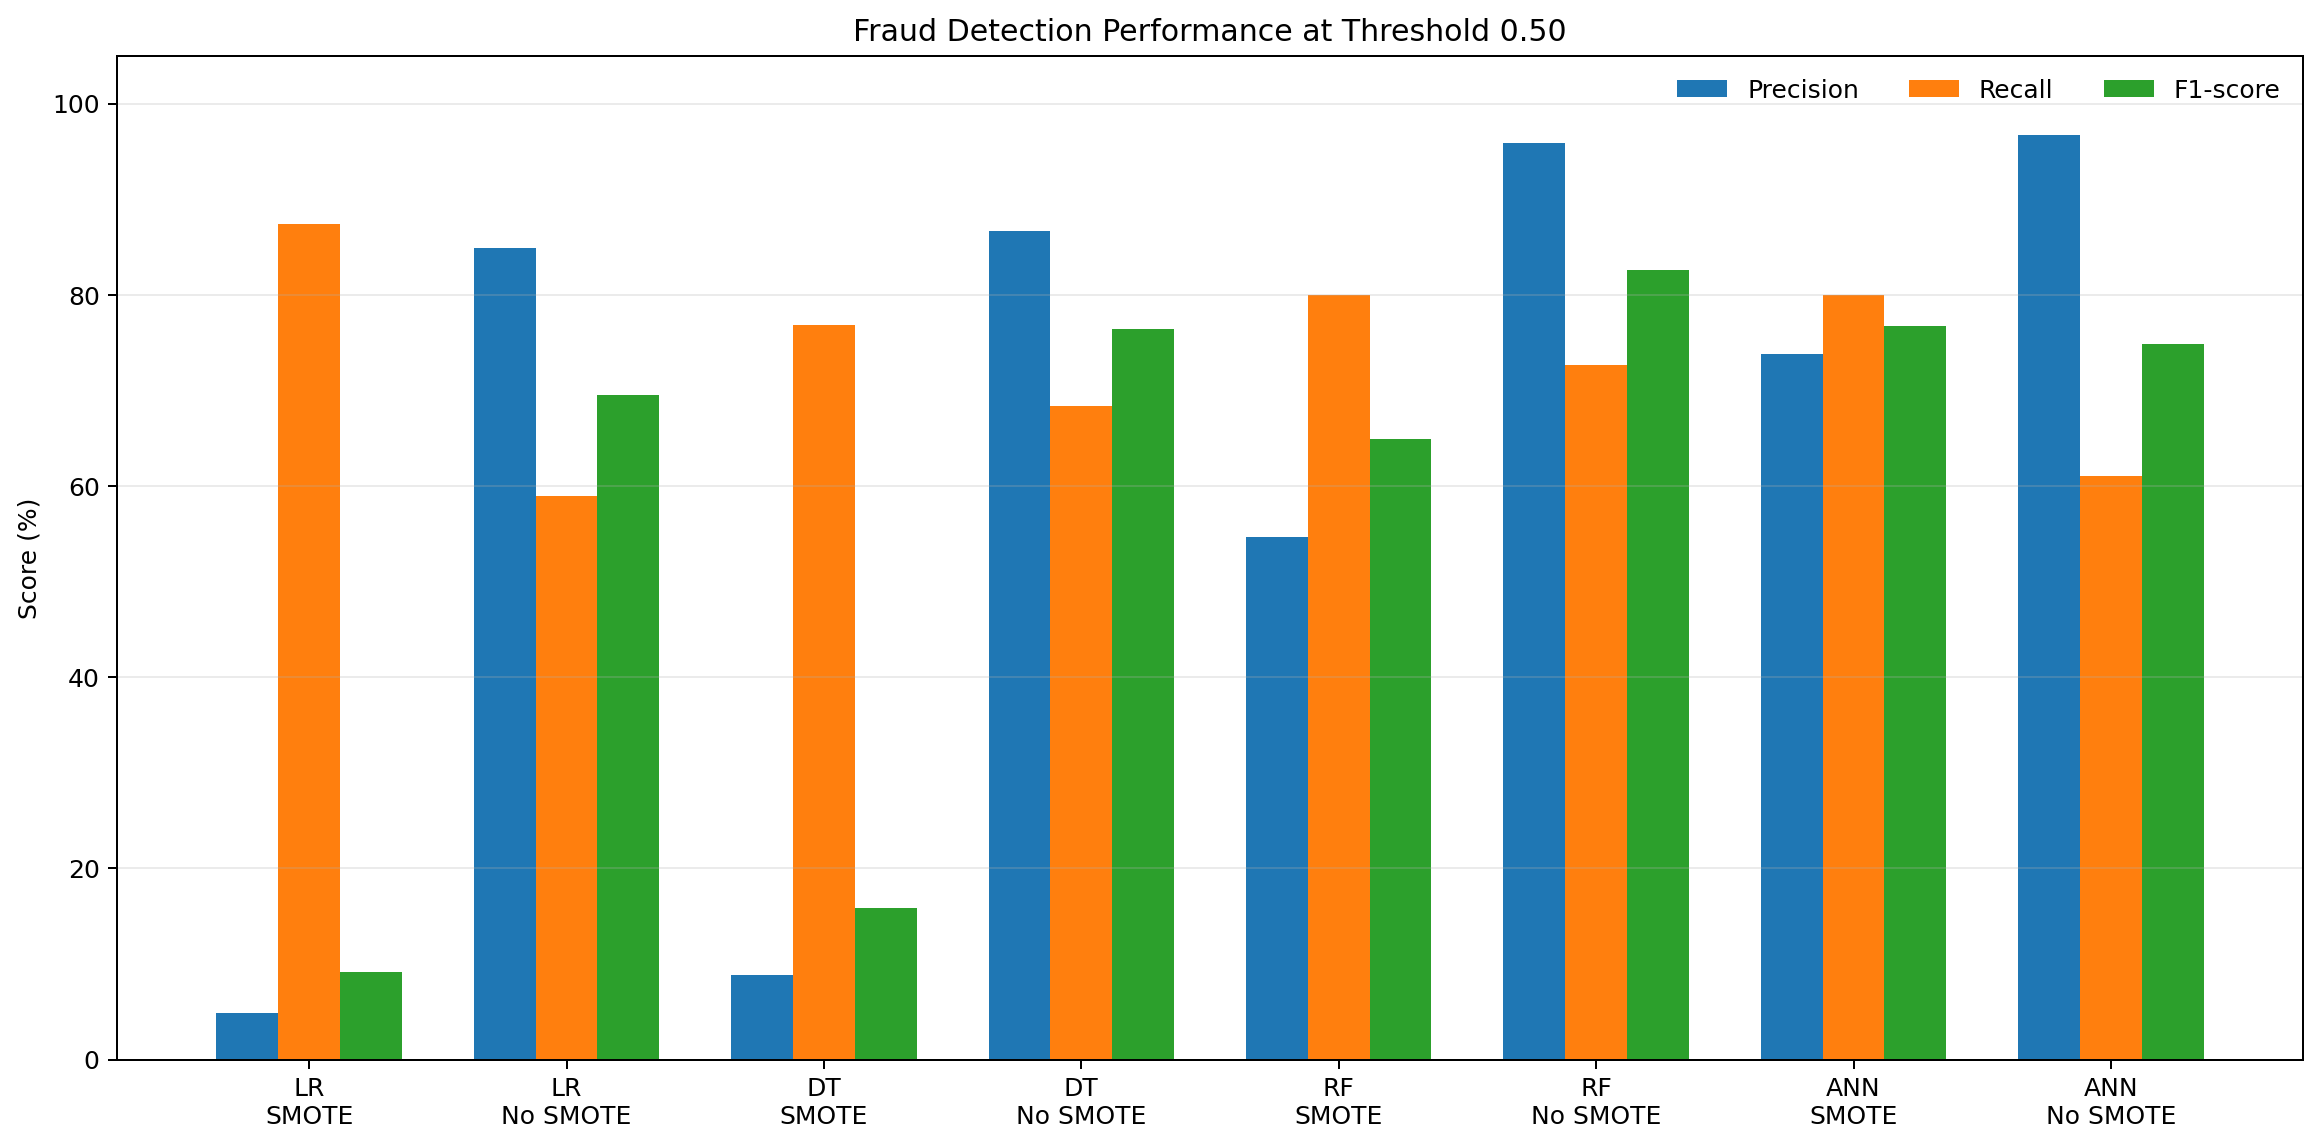 Fraud Detection Performance at Threshold 0.50
Precision Recall F1-score
Score (%)
100
80
60
40
20
0
LR SMOTE
LR No SMOTE
DT SMOTE
DT No SMOTE
RF SMOTE
RF No SMOTE
ANN SMOTE
ANN No SMOTE